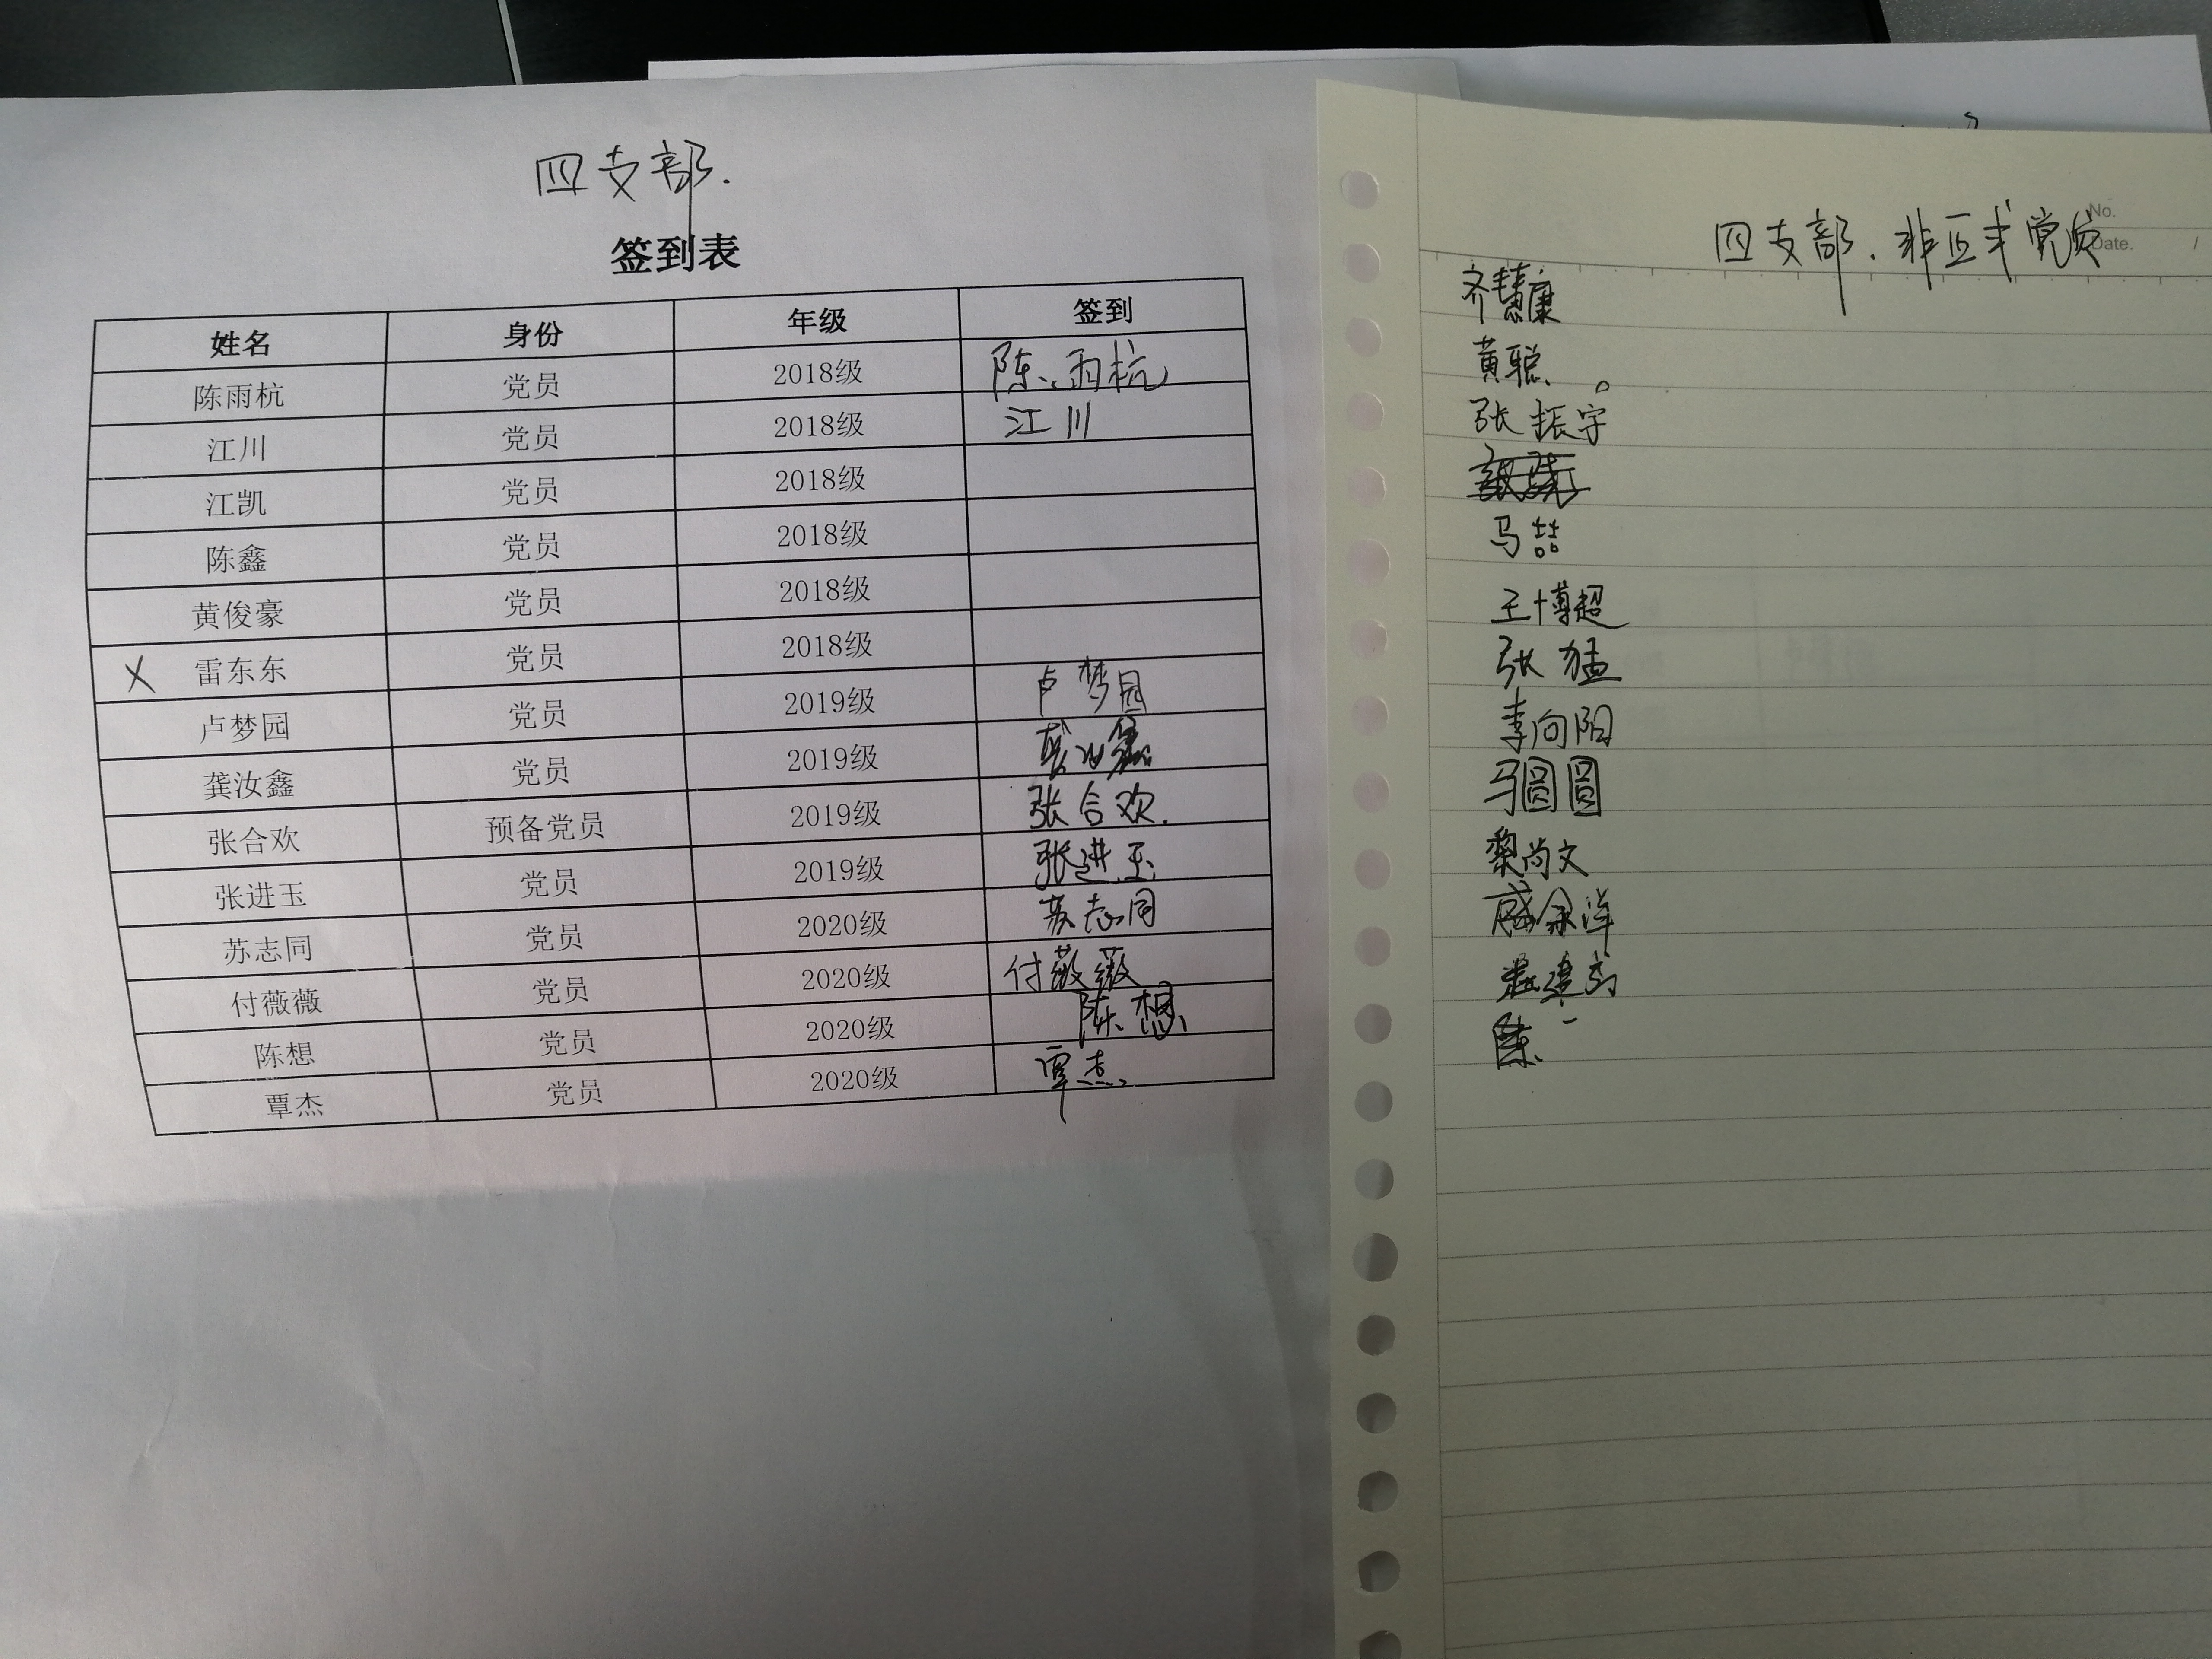 四支部.
签到表
姓名 身份 年级 签到
陈雨杭 党员 2018级 陈雨杭
江川 党员 2018级 江川
江凯 党员 2018级
陈鑫 党员 2018级
黄俊豪 党员 2018级
X 雷东东 党员 2018级
卢梦园 党员 2019级 卢梦园
龚汝鑫 党员 2019级 龚汝鑫
张合欢 预备党员 2019级 张合欢.
张进玉 党员 2019级 张进玉
苏志同 党员 2020级 苏志同
付薇薇 党员 2020级 付薇薇
陈想 党员 2020级 陈想
覃杰 党员 2020级 覃杰
No.
Date. /
四支部.非正式党员
齐慧康
黄聪
张振宇
马喆
王博超
张猛
李向阳
马圆圆
黎尚文
陈